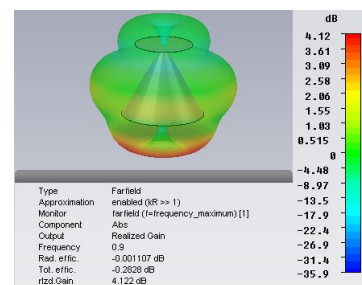 dB
4.12
3.61
3.09
2.58
2.06
1.55
1.03
0.515
0
-4.48
-8.97
-13.5
-17.9
-22.4
-26.9
-31.4
-35.9
Type Farfield
Approximation enabled (kR >> 1)
Monitor farfield (f=frequency_maximum) [1]
Component Abs
Output Realized Gain
Frequency 0.9
Rad. effic. -0.001107 dB
Tot. effic. -0.2828 dB
rlzd.Gain 4.122 dB